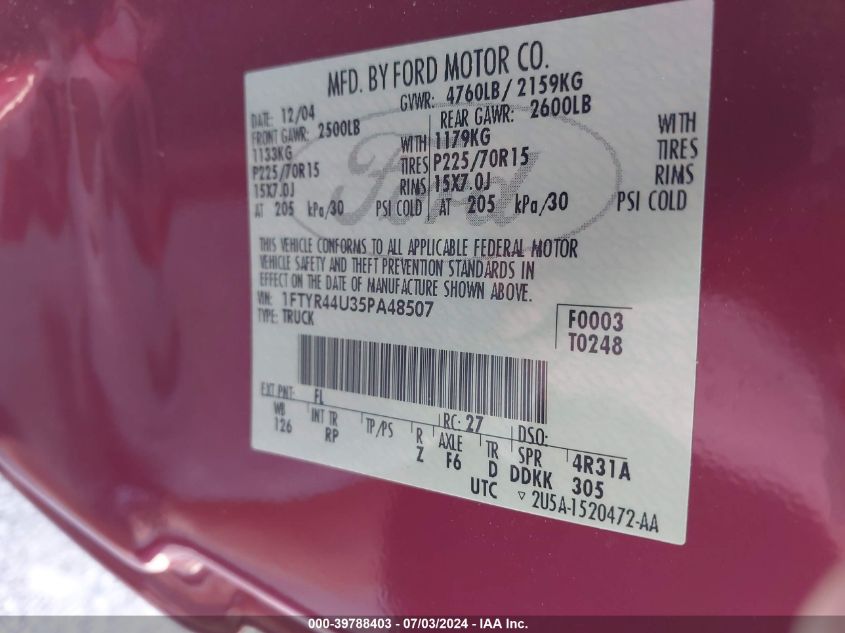 MFD. BY FORD MOTOR CO.
DATE: 12/04 GVWR: 4760LB/ 2159KG
FRONT GAWR: 2500LB REAR GAWR: 2600LB
1133KG WITH 1179KG WITH
P225/70R15 TIRES P225/70R15 TIRES
15X7.0J RIMS 15X7.0J RIMS
AT 205 kPa/30 PSI COLD AT 205 kPa/30 PSI COLD
Ford
THIS VEHICLE CONFORMS TO ALL APPLICABLE FEDERAL MOTOR
VEHICLE SAFETY AND THEFT PREVENTION STANDARDS IN
EFFECT ON THE DATE OF MANUFACTURE SHOWN ABOVE.
VIN: 1FTYR44U35PA48507
TYPE: TRUCK
F0003
T0248
EXT PNT: FL RC: 27 DSO:
WB INT TR TP/PS R AXLE TR SPR 4R31A
126 RP Z F6 D DDKK 305
UTC ▽ 2U5A-1520472-AA
000-39788403 - 07/03/2024 - IAA Inc.